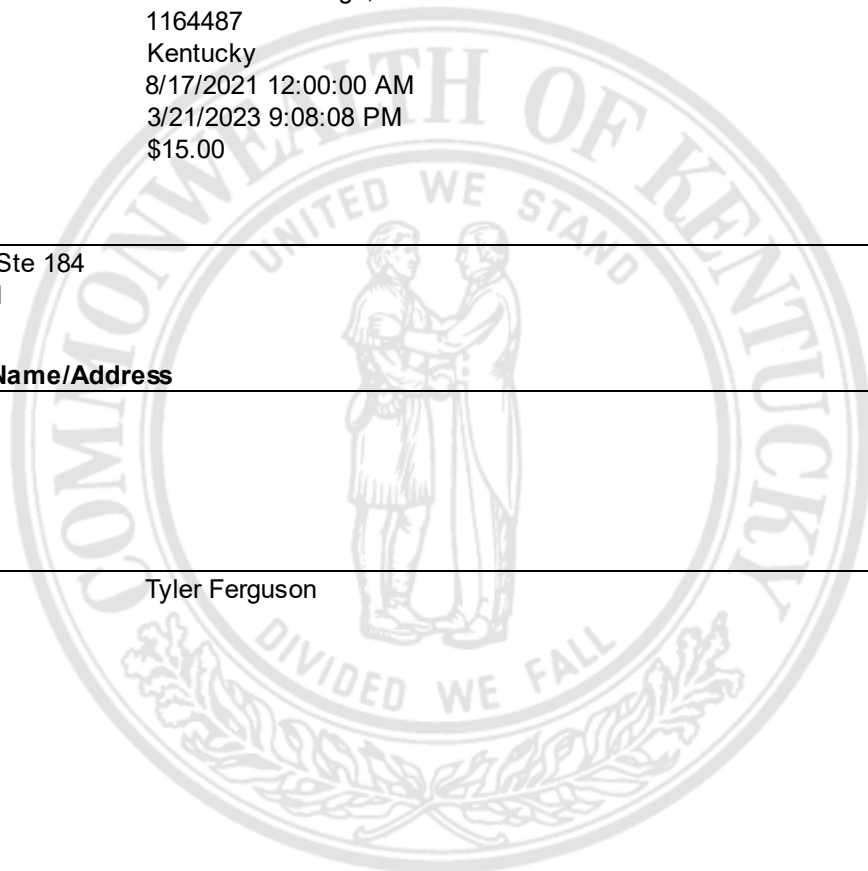 1164487
Kentucky
8/17/2021 12:00:00 AM
3/21/2023 9:08:08 PM
$15.00
Ste 184
Name/Address
Tyler Ferguson
COMMONWEALTH OF KENTUCKY
UNITED WE STAND
DIVIDED WE FALL